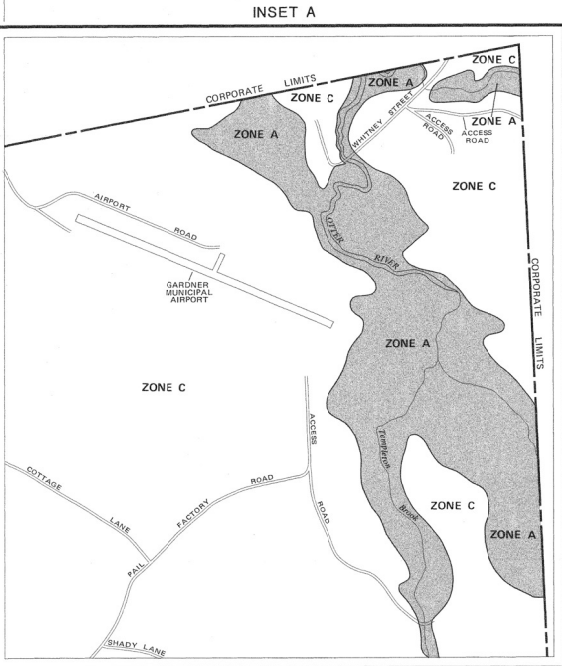 INSET A
ZONE C
CORPORATE LIMITS
ZONE A
ZONE C
WHITNEY STREET
ACCESS
ROAD
ZONE A
ACCESS
ROAD
ZONE A
ZONE C
AIRPORT
ROAD
OTTER
RIVER
GARDNER
MUNICIPAL
AIRPORT
CORPORATE
LIMITS
ZONE A
ZONE C
ACCESS
ROAD
Templeton
Brook
COTTAGE
LANE
PAIL
FACTORY
ROAD
ZONE C
ZONE A
SHADY LANE